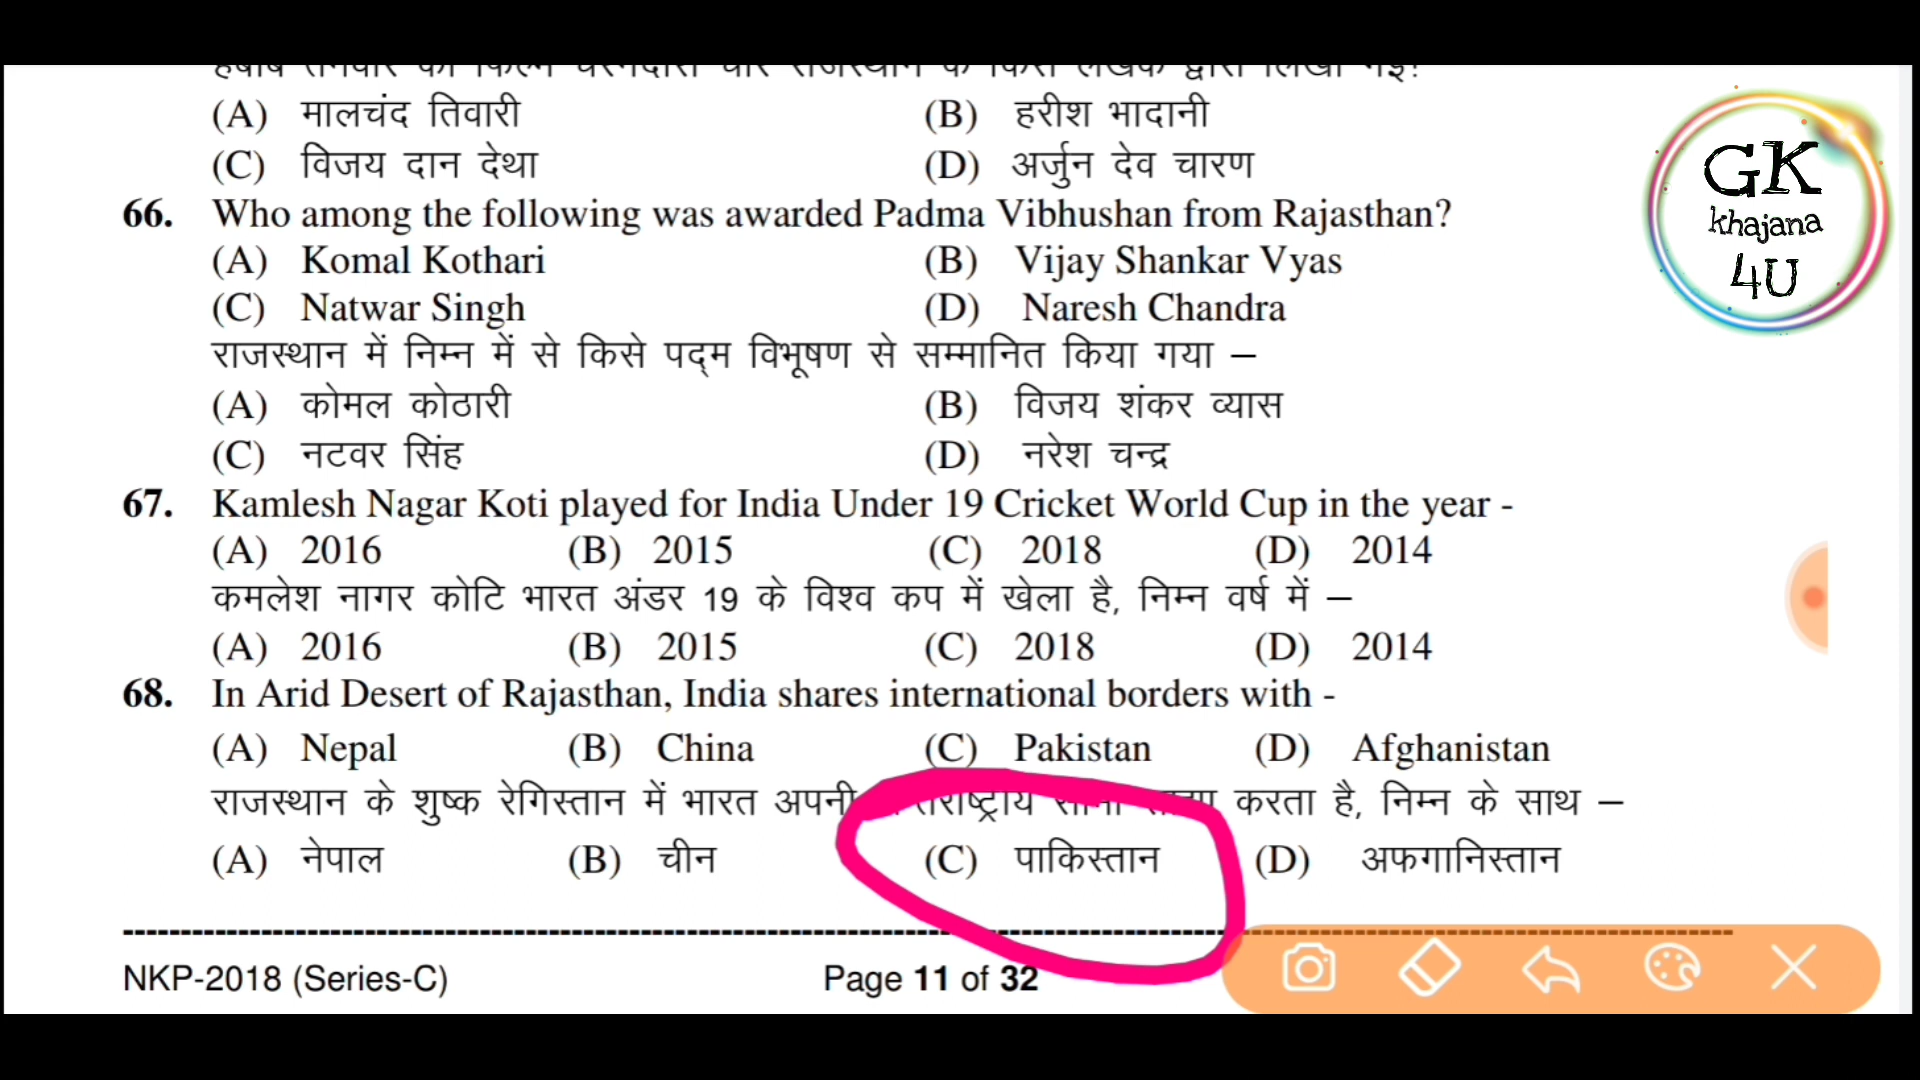 (A) मालचंद तिवारी (B) हरीश भादानी
(C) विजय दान देथा (D) अर्जुन देव चारण
66. Who among the following was awarded Padma Vibhushan from Rajasthan?
(A) Komal Kothari (B) Vijay Shankar Vyas
(C) Natwar Singh (D) Naresh Chandra
राजस्थान में निम्न में से किसे पद्म विभूषण से सम्मानित किया गया –
(A) कोमल कोठारी (B) विजय शंकर व्यास
(C) नटवर सिंह (D) नरेश चन्द्र
67. Kamlesh Nagar Koti played for India Under 19 Cricket World Cup in the year -
(A) 2016 (B) 2015 (C) 2018 (D) 2014
कमलेश नागर कोटि भारत अंडर 19 के विश्व कप में खेला है, निम्न वर्ष में –
(A) 2016 (B) 2015 (C) 2018 (D) 2014
68. In Arid Desert of Rajasthan, India shares international borders with -
(A) Nepal (B) China (C) Pakistan (D) Afghanistan
राजस्थान के शुष्क रेगिस्तान में भारत अपनी करता है, निम्न के साथ –
(A) नेपाल (B) चीन (C) पाकिस्तान (D) अफगानिस्तान
NKP-2018 (Series-C) Page 11 of 32
GK
khajana
4U